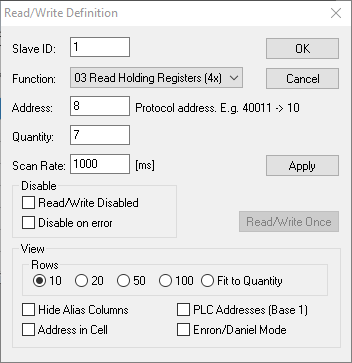 Read/Write Definition
Slave ID: 1 OK
Function: 03 Read Holding Registers (4x) Cancel
Address: 8 Protocol address. E.g. 40011 -> 10
Quantity: 7
Scan Rate: 1000 [ms] Apply
Disable
Read/Write Disabled
Disable on error
Read/Write Once
View
Rows
10 20 50 100 Fit to Quantity
Hide Alias Columns PLC Addresses (Base 1)
Address in Cell Enron/Daniel Mode